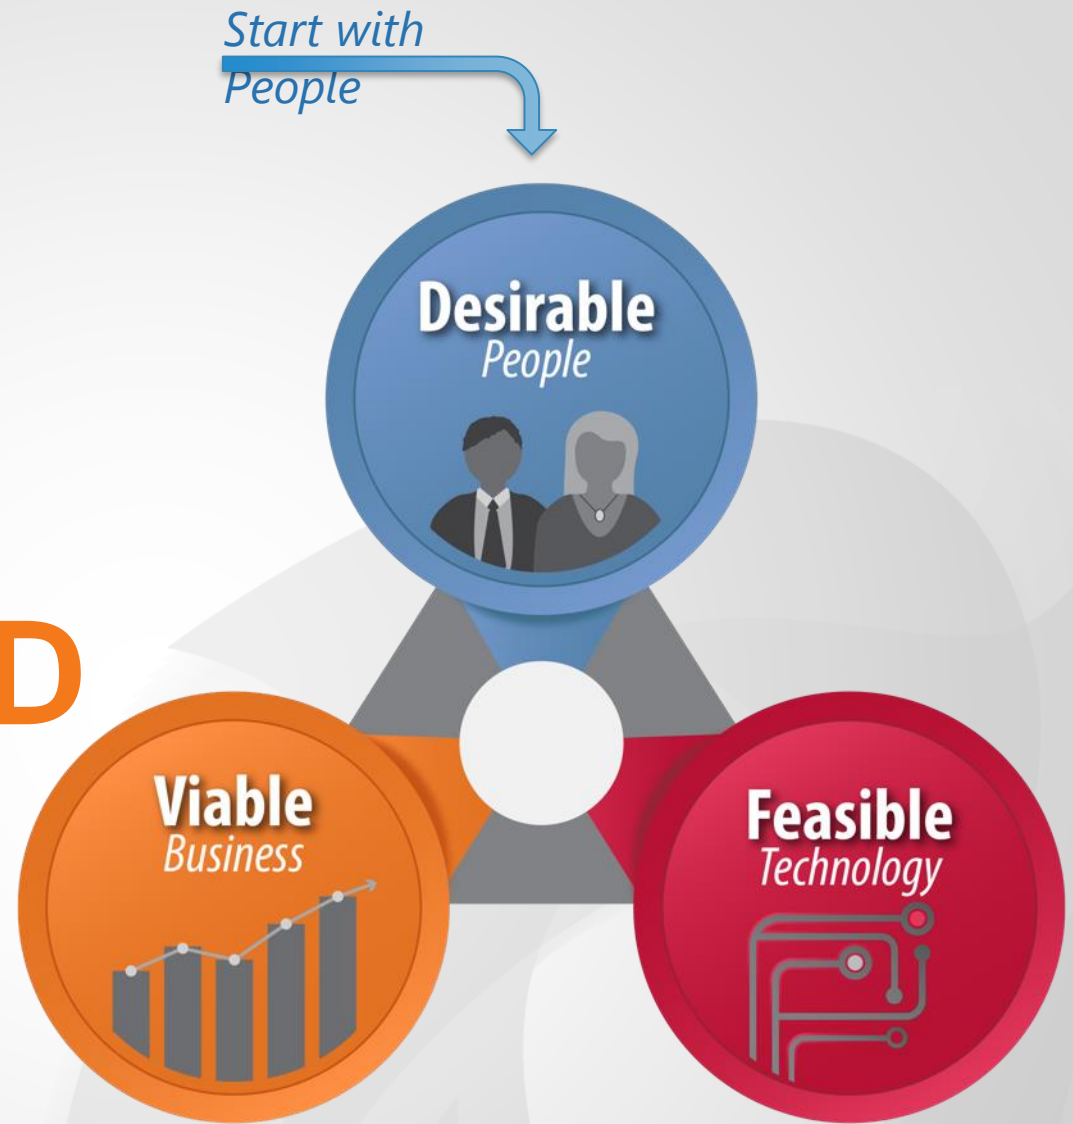 Start with
People
Desirable
People
D
Viable
Business
Feasible
Technology